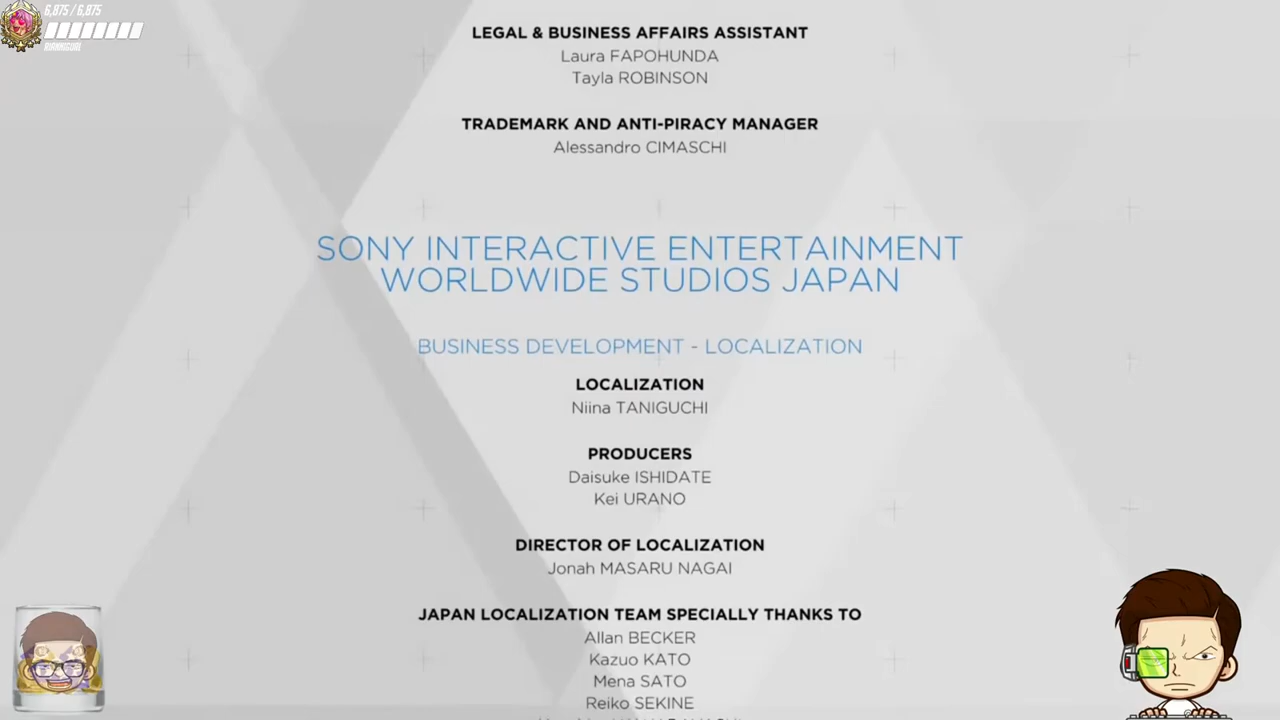 6,875 / 6,875
LEGAL & BUSINESS AFFAIRS ASSISTANT
Laura FAPOHUNDA
Tayla ROBINSON
TRADEMARK AND ANTI-PIRACY MANAGER
Alessandro CIMASCHI
SONY INTERACTIVE ENTERTAINMENT
WORLDWIDE STUDIOS JAPAN
BUSINESS DEVELOPMENT - LOCALIZATION
LOCALIZATION
Niina TANIGUCHI
PRODUCERS
Daisuke ISHIDATE
Kei URANO
DIRECTOR OF LOCALIZATION
Jonah MASARU NAGAI
JAPAN LOCALIZATION TEAM SPECIALLY THANKS TO
Allan BECKER
Kazuo KATO
Mena SATO
Reiko SEKINE